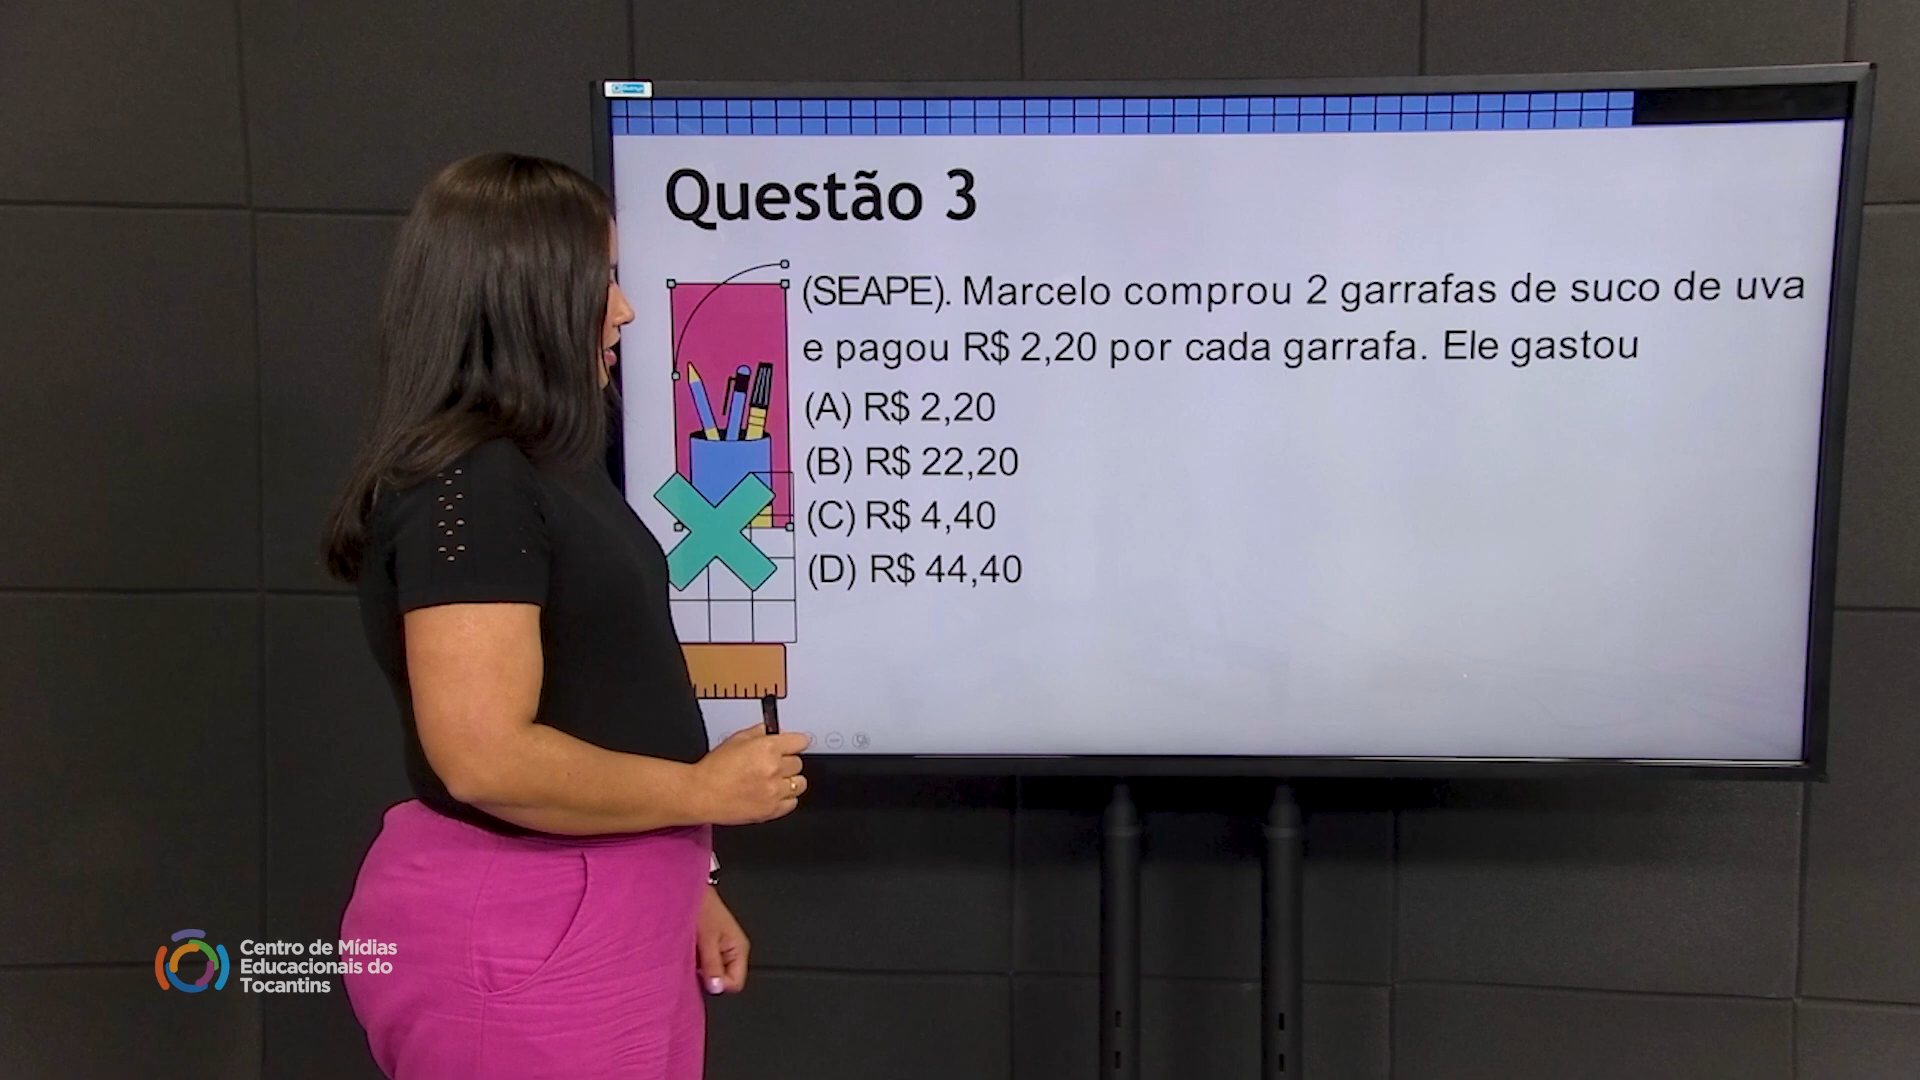 Questão 3
(SEAPE). Marcelo comprou 2 garrafas de suco de uva
e pagou R$ 2,20 por cada garrafa. Ele gastou
(A) R$ 2,20
(B) R$ 22,20
(C) R$ 4,40
(D) R$ 44,40
Centro de Mídias
Educacionais do
Tocantins